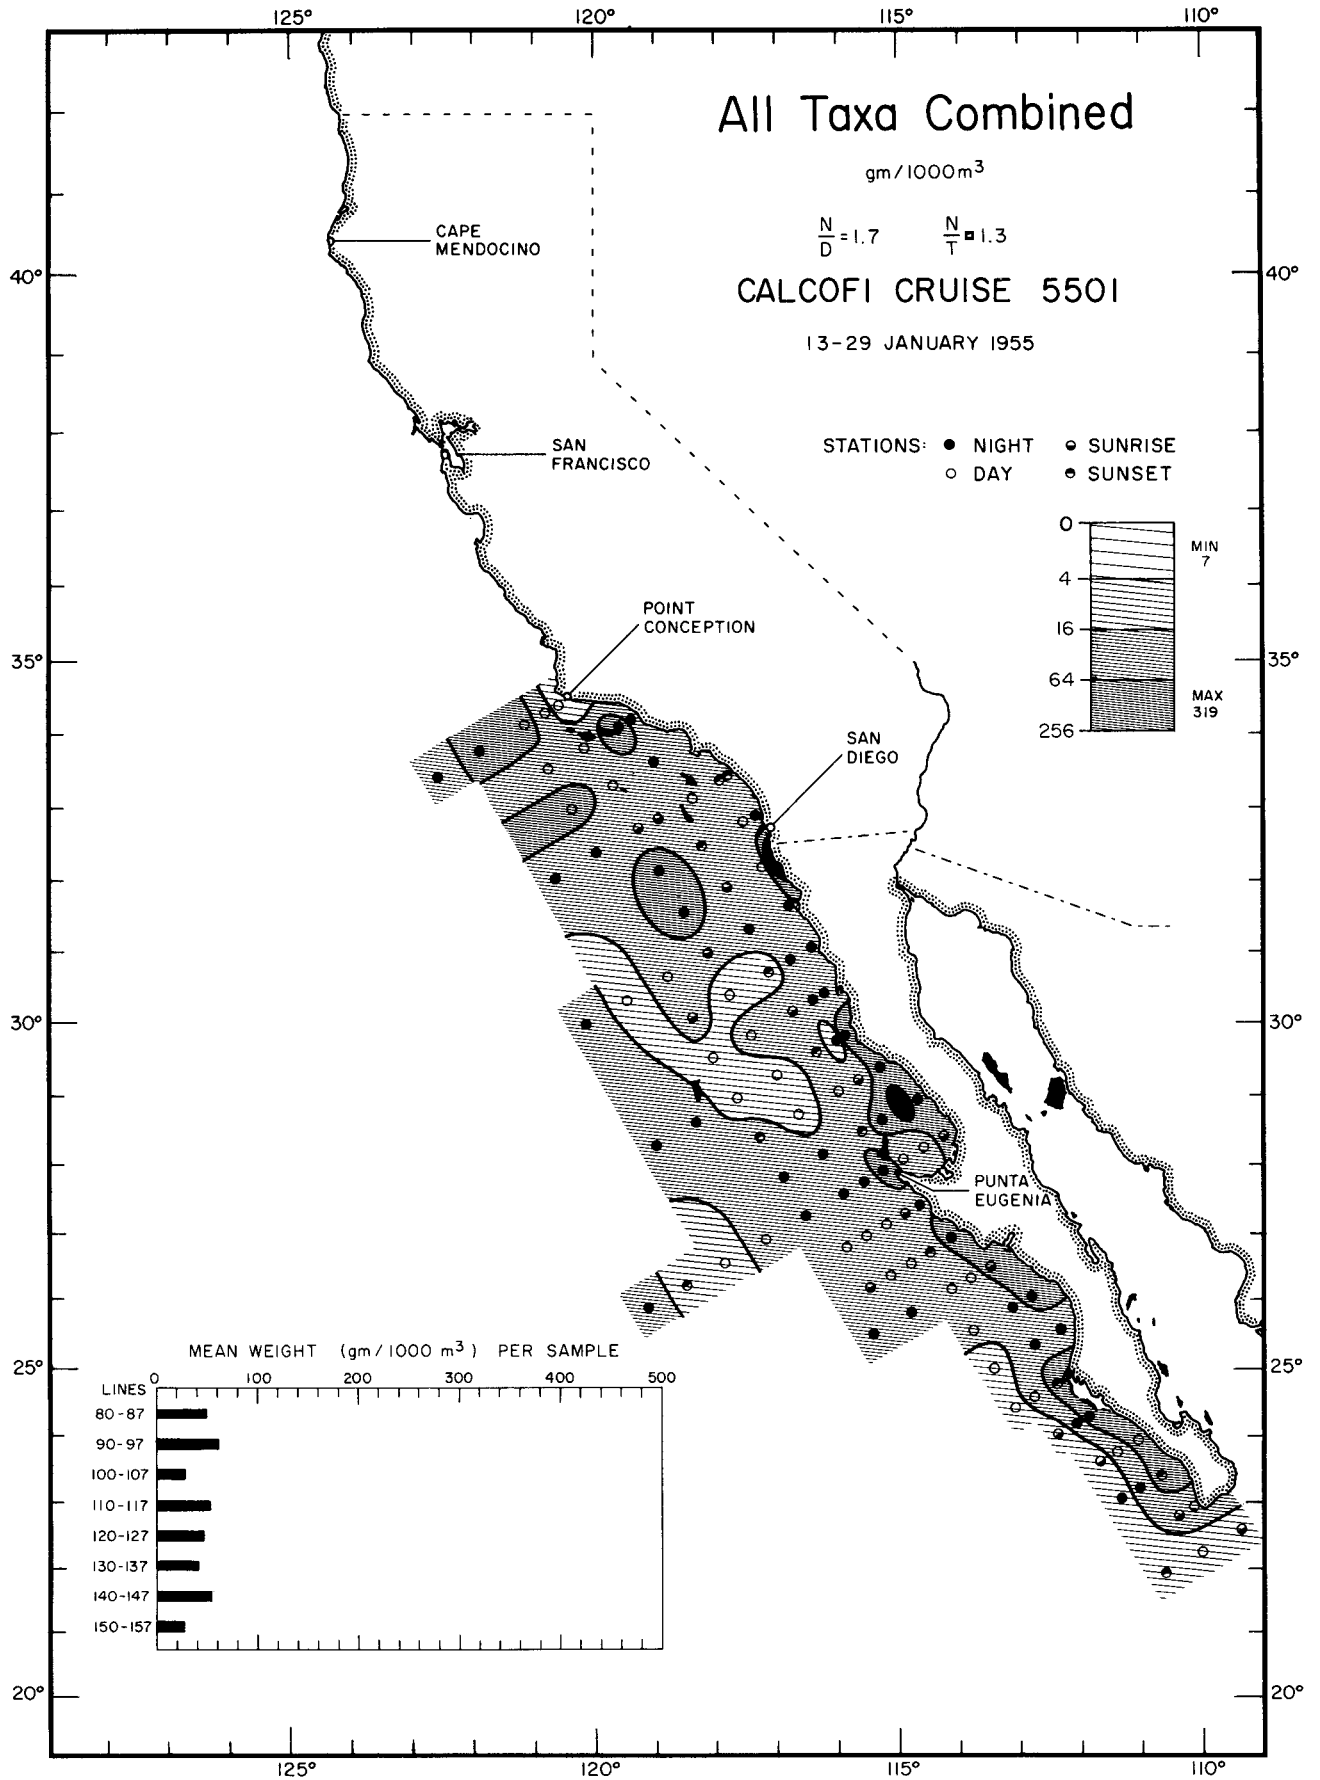 125° 120° 115° 110°
All Taxa Combined
gm/1000m³
N/D = 1.7 N/T = 1.3
CALCOFI CRUISE 5501
13-29 JANUARY 1955
CAPE
MENDOCINO
40° 40°
SAN
FRANCISCO
STATIONS: ● NIGHT ◒ SUNRISE
○ DAY ◓ SUNSET
0
4
16
64
256
MIN
7
MAX
319
POINT
CONCEPTION
35° 35°
SAN
DIEGO
30° 30°
PUNTA
EUGENIA
25° 25°
MEAN WEIGHT (gm/1000 m³) PER SAMPLE
LINES 0 100 200 300 400 500
80-87
90-97
100-107
110-117
120-127
130-137
140-147
150-157
20° 20°
125° 120° 115° 110°